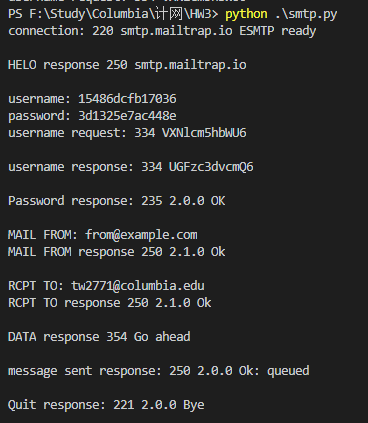 PS F:\Study\Columbia\计网\HW3> python .\smtp.py
connection: 220 smtp.mailtrap.io ESMTP ready
HELO response 250 smtp.mailtrap.io
username: 15486dcfb17036
password: 3d1325e7ac448e
username request: 334 VXNlcm5hbWU6
username response: 334 UGFzc3dvcmQ6
Password response: 235 2.0.0 OK
MAIL FROM: from@example.com
MAIL FROM response 250 2.1.0 Ok
RCPT TO: tw2771@columbia.edu
RCPT TO response 250 2.1.0 Ok
DATA response 354 Go ahead
message sent response: 250 2.0.0 Ok: queued
Quit response: 221 2.0.0 Bye